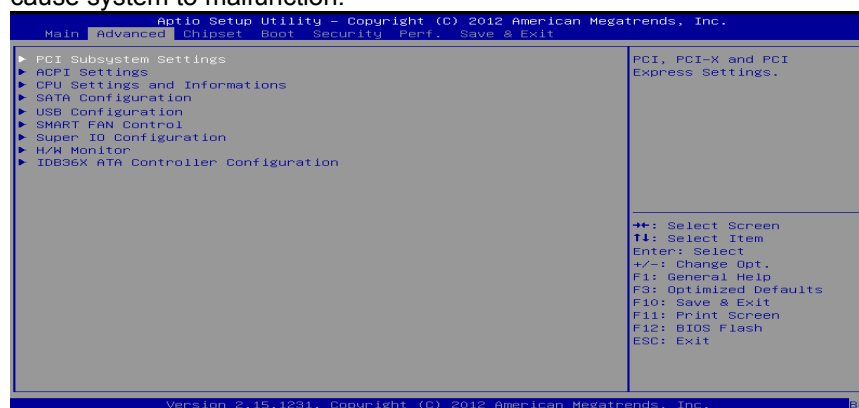 cause system to malfunction.
Aptio Setup Utility – Copyright (C) 2012 American Megatrends, Inc.
Main Advanced Chipset Boot Security Perf. Save & Exit
► PCI Subsystem Settings
► ACPI Settings
► CPU Settings and Informations
► SATA Configuration
► USB Configuration
► SMART FAN Control
► Super IO Configuration
► H/W Monitor
► IDB36X ATA Controller Configuration
PCI, PCI-X and PCI
Express Settings.
→←: Select Screen
↑↓: Select Item
Enter: Select
+/-: Change Opt.
F1: General Help
F3: Optimized Defaults
F10: Save & Exit
F11: Print Screen
F12: BIOS Flash
ESC: Exit
Version 2.15.1231. Copyright (C) 2012 American Megatrends, Inc.